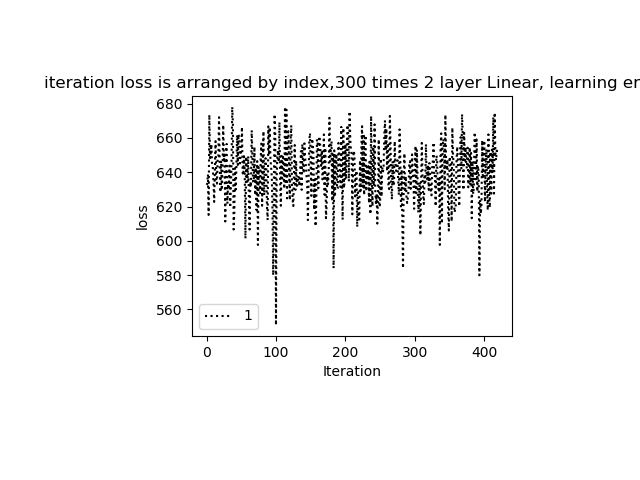 iteration loss is arranged by index,300 times 2 layer Linear, learning er
680
660
640
620
600
580
560
loss
1
0 100 200 300 400
Iteration